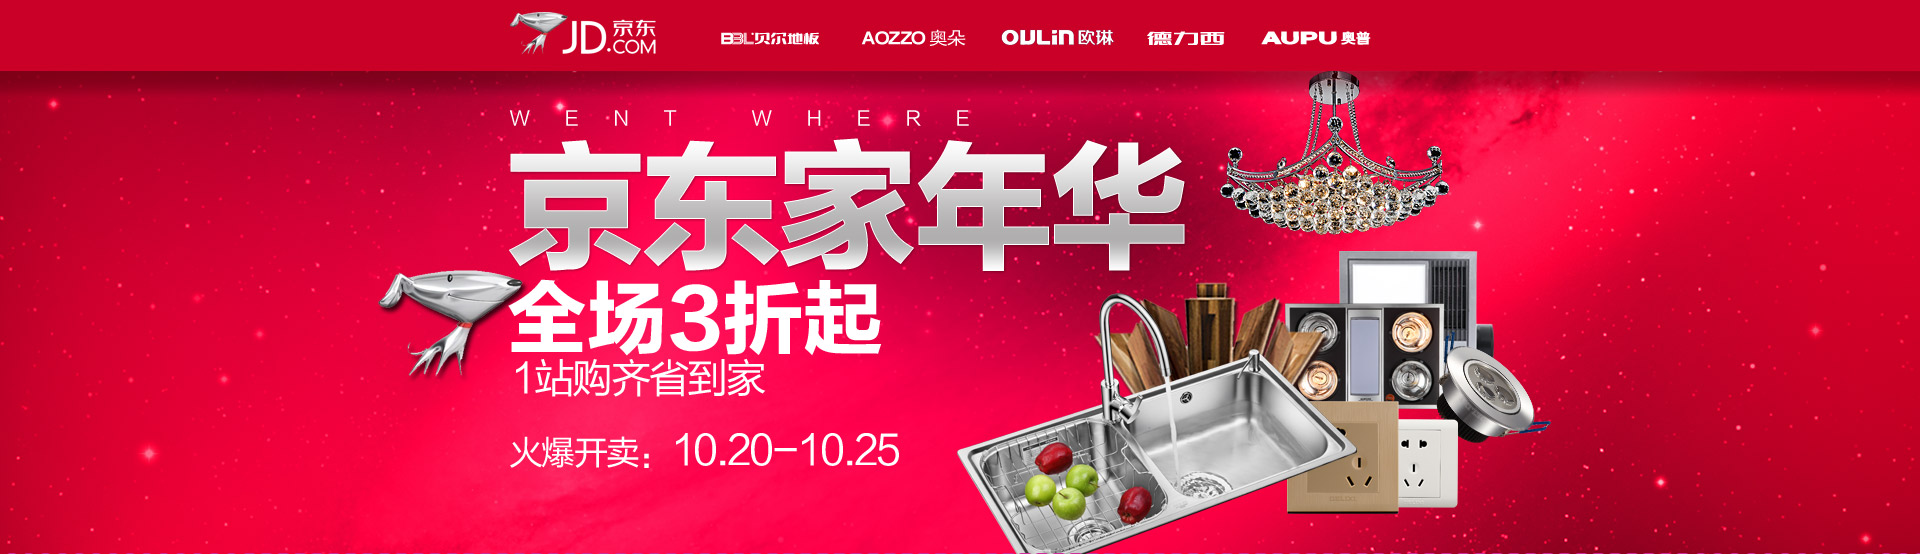 JD.京东
.COM
BBL贝尔地板
AOZZO 奥朵
OULIN 欧琳
德力西
AUPU 奥普
WENT WHERE
京东家年华
全场3折起
1站购齐省到家
火爆开卖：10.20-10.25